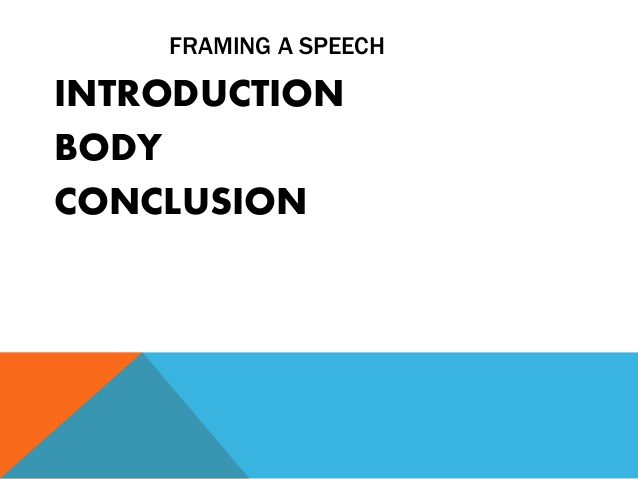 FRAMING A SPEECH
INTRODUCTION
BODY
CONCLUSION